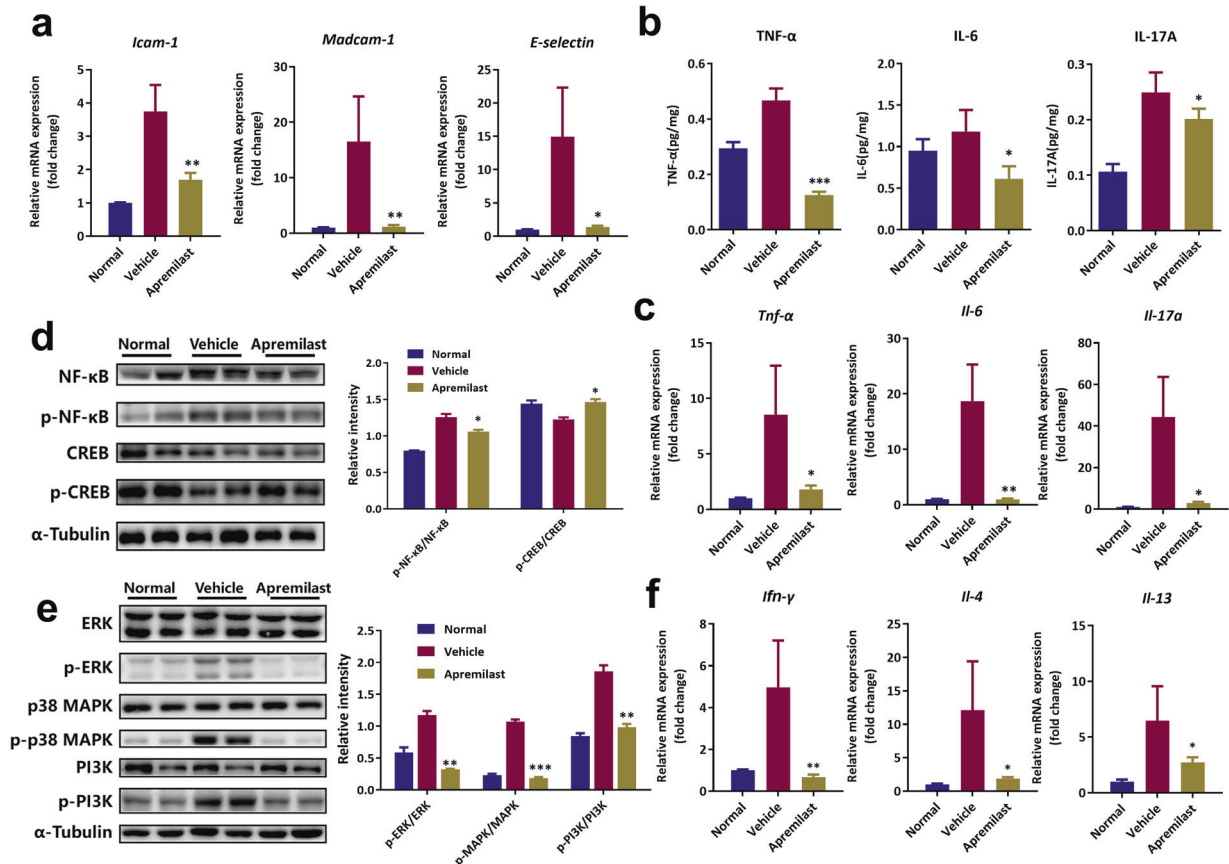 a
Icam-1
Relative mRNA expression
(fold change)
5
4
3
2
1
0
**
Normal
Vehicle
Apremilast
Madcam-1
Relative mRNA expression
(fold change)
30
20
10
0
**
Normal
Vehicle
Apremilast
E-selectin
Relative mRNA expression
(fold change)
25
20
15
10
5
0
*
Normal
Vehicle
Apremilast
b
TNF-α
TNF-α(pg/mg)
0.6
0.4
0.2
0.0
***
Normal
Vehicle
Apremilast
IL-6
IL-6(pg/mg)
2.0
1.5
1.0
0.5
0.0
*
Normal
Vehicle
Apremilast
IL-17A
IL-17A(pg/mg)
0.3
0.2
0.1
0.0
*
Normal
Vehicle
Apremilast
c
Tnf-α
Relative mRNA expression
(fold change)
15
10
5
0
*
Normal
Vehicle
Apremilast
Il-6
Relative mRNA expression
(fold change)
30
20
10
0
**
Normal
Vehicle
Apremilast
Il-17a
Relative mRNA expression
(fold change)
80
60
40
20
0
*
Normal
Vehicle
Apremilast
d
Normal Vehicle Apremilast
NF-κB
p-NF-κB
CREB
p-CREB
α-Tubulin
Relative intensity
2.0
1.5
1.0
0.5
0.0
Normal
Vehicle
Apremilast
*
*
p-NF-κB/NF-κB
p-CREB/CREB
e
Normal Vehicle Apremilast
ERK
p-ERK
p38 MAPK
p-p38 MAPK
PI3K
p-PI3K
α-Tubulin
Relative intensity
2.5
2.0
1.5
1.0
0.5
0.0
Normal
Vehicle
Apremilast
**
***
**
p-ERK/ERK
p-MAPK/MAPK
p-PI3K/PI3K
f
Ifn-γ
Relative mRNA expression
(fold change)
8
6
4
2
0
**
Normal
Vehicle
Apremilast
Il-4
Relative mRNA expression
(fold change)
25
20
15
10
5
0
*
Normal
Vehicle
Apremilast
Il-13
Relative mRNA expression
(fold change)
15
10
5
0
*
Normal
Vehicle
Apremilast